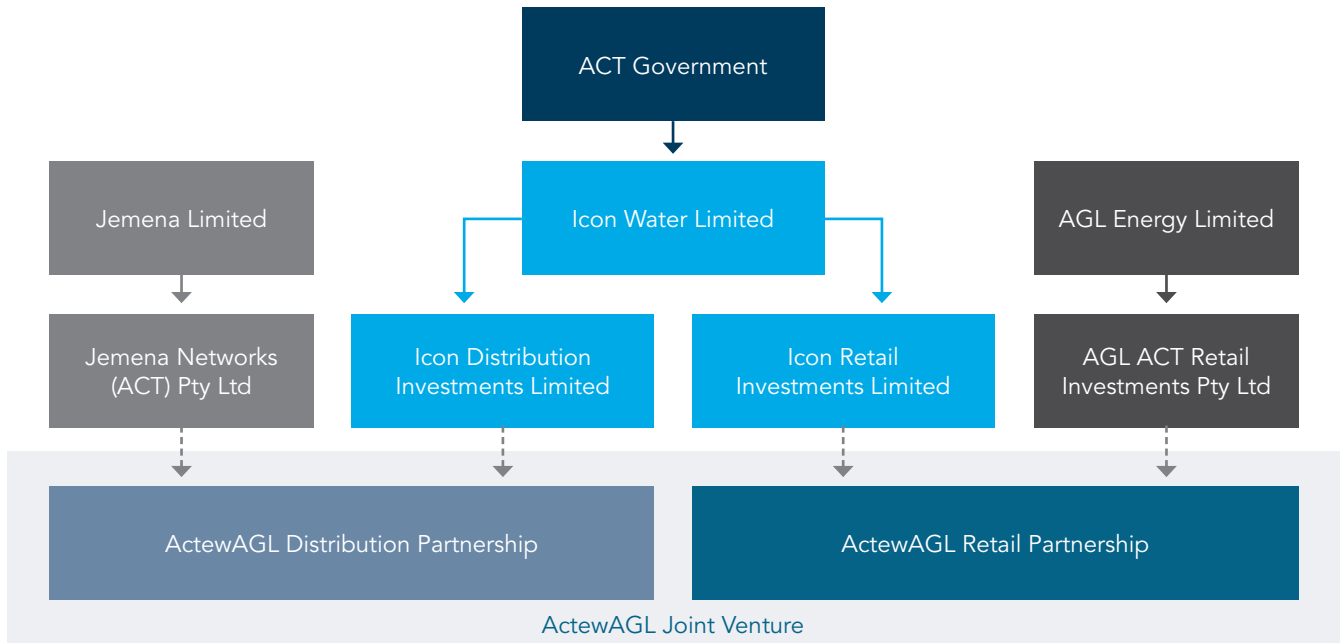 ACT Government
Jemena Limited
Icon Water Limited
AGL Energy Limited
Jemena Networks
(ACT) Pty Ltd
Icon Distribution
Investments Limited
Icon Retail
Investments Limited
AGL ACT Retail
Investments Pty Ltd
ActewAGL Distribution Partnership
ActewAGL Retail Partnership
ActewAGL Joint Venture